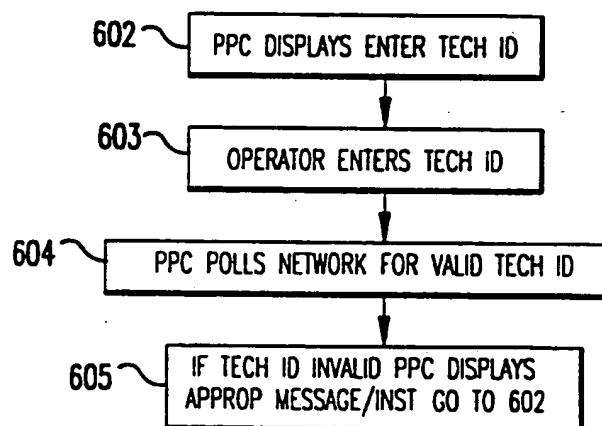 602
PPC DISPLAYS ENTER TECH ID
603
OPERATOR ENTERS TECH ID
604
PPC POLLS NETWORK FOR VALID TECH ID
605
IF TECH ID INVALID PPC DISPLAYS
APPROP MESSAGE/INST GO TO 602